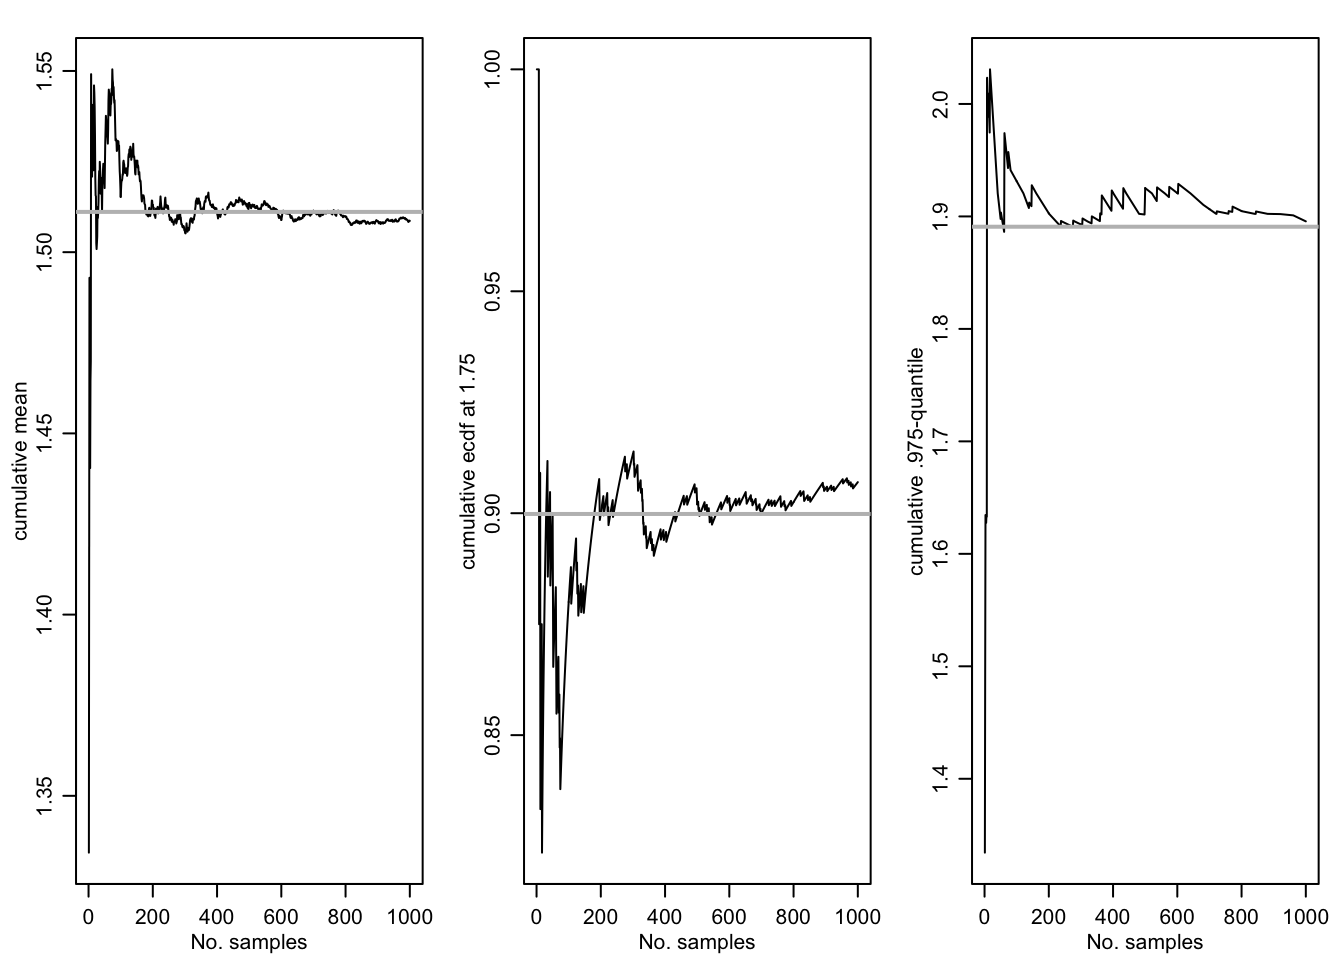 cumulative mean
1.55
1.50
1.45
1.40
1.35
0 200 400 600 800 1000
No. samples
cumulative ecdf at 1.75
1.00
0.95
0.90
0.85
0 200 400 600 800 1000
No. samples
cumulative .975-quantile
2.0
1.9
1.8
1.7
1.6
1.5
1.4
0 200 400 600 800 1000
No. samples